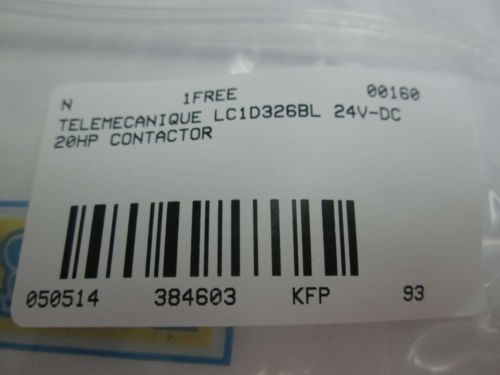 N 1FREE 00160
TELEMECANIQUE LC1D326BL 24V-DC
20HP CONTACTOR
050514 384603 KFP 93